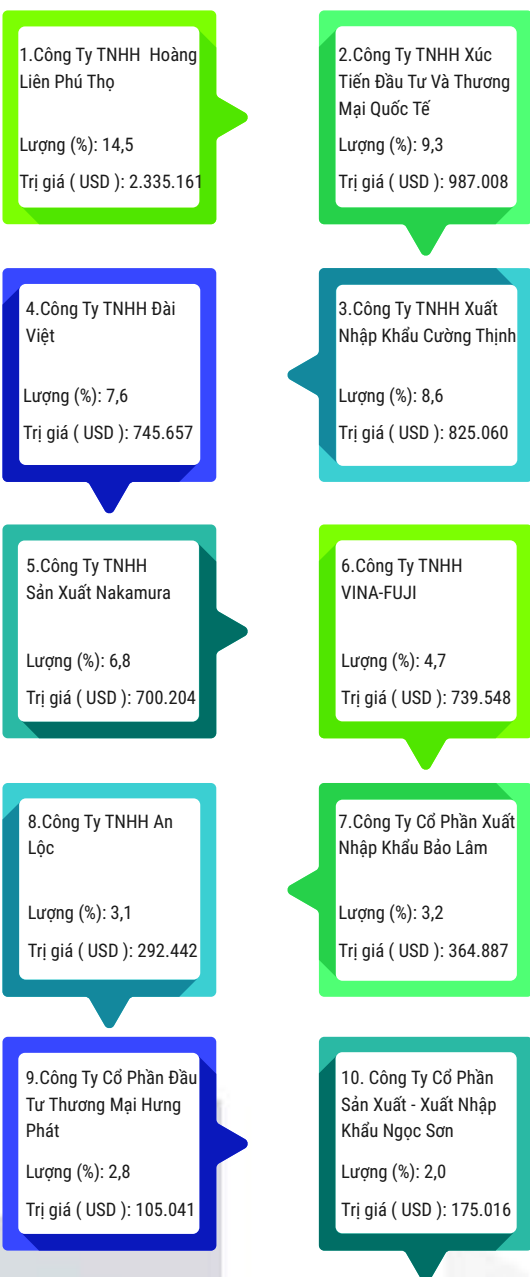 1.Công Ty TNHH Hoàng
Liên Phú Thọ
Lượng (%): 14,5
Trị giá ( USD ): 2.335.161
2.Công Ty TNHH Xúc
Tiến Đầu Tư Và Thương
Mại Quốc Tế
Lượng (%): 9,3
Trị giá ( USD ): 987.008
3.Công Ty TNHH Xuất
Nhập Khẩu Cường Thịnh
Lượng (%): 8,6
Trị giá ( USD ): 825.060
4.Công Ty TNHH Đài
Việt
Lượng (%): 7,6
Trị giá ( USD ): 745.657
5.Công Ty TNHH
Sản Xuất Nakamura
Lượng (%): 6,8
Trị giá ( USD ): 700.204
6.Công Ty TNHH
VINA-FUJI
Lượng (%): 4,7
Trị giá ( USD ): 739.548
7.Công Ty Cổ Phần Xuất
Nhập Khẩu Bảo Lâm
Lượng (%): 3,2
Trị giá ( USD ): 364.887
8.Công Ty TNHH An
Lộc
Lượng (%): 3,1
Trị giá ( USD ): 292.442
9.Công Ty Cổ Phần Đầu
Tư Thương Mại Hưng
Phát
Lượng (%): 2,8
Trị giá ( USD ): 105.041
10. Công Ty Cổ Phần
Sản Xuất - Xuất Nhập
Khẩu Ngọc Sơn
Lượng (%): 2,0
Trị giá ( USD ): 175.016